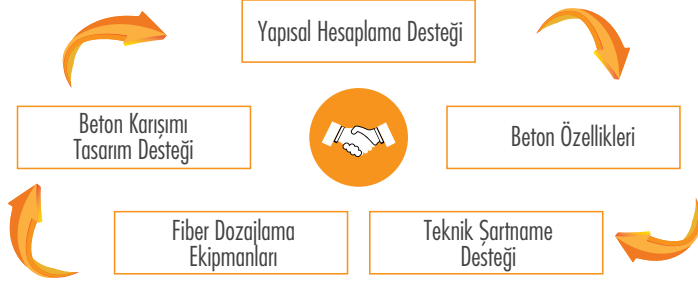 Yapısal Hesaplama Desteği
Beton Karışımı
Tasarım Desteği
Beton Özellikleri
Fiber Dozajlama
Ekipmanları
Teknik Şartname
Desteği